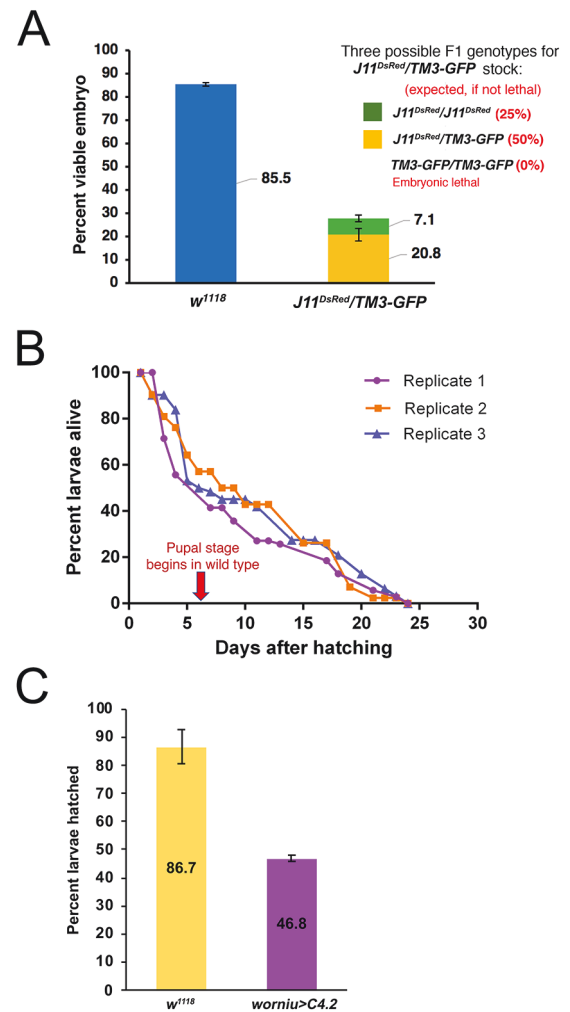 A
Three possible F1 genotypes for
J11DsRed/TM3-GFP stock:
(expected, if not lethal)
J11DsRed/J11DsRed (25%)
J11DsRed/TM3-GFP (50%)
TM3-GFP/TM3-GFP (0%)
Embryonic lethal
Percent viable embryo
100
90
80
70
60
50
40
30
20
10
0
85.5
7.1
20.8
w1118
J11DsRed/TM3-GFP
B
Percent larvae alive
100
80
60
40
20
0
Replicate 1
Replicate 2
Replicate 3
Pupal stage
begins in wild type
0 5 10 15 20 25 30
Days after hatching
C
Percent larvae hatched
100
90
80
70
60
50
40
30
20
10
0
86.7
46.8
w1118
worniu>C4.2